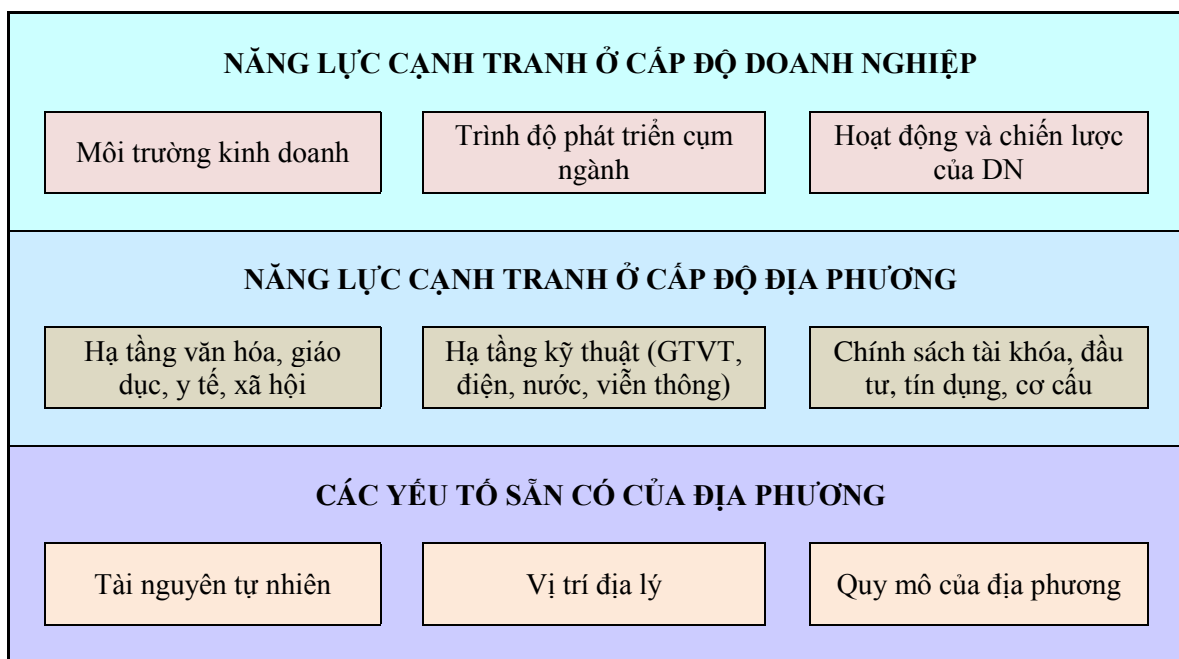 NĂNG LỰC CẠNH TRANH Ở CẤP ĐỘ DOANH NGHIỆP
Môi trường kinh doanh
Trình độ phát triển cụm
ngành
Hoạt động và chiến lược
của DN
NĂNG LỰC CẠNH TRANH Ở CẤP ĐỘ ĐỊA PHƯƠNG
Hạ tầng văn hóa, giáo
dục, y tế, xã hội
Hạ tầng kỹ thuật (GTVT,
điện, nước, viễn thông)
Chính sách tài khóa, đầu
tư, tín dụng, cơ cấu
CÁC YẾU TỐ SẴN CÓ CỦA ĐỊA PHƯƠNG
Tài nguyên tự nhiên
Vị trí địa lý
Quy mô của địa phương